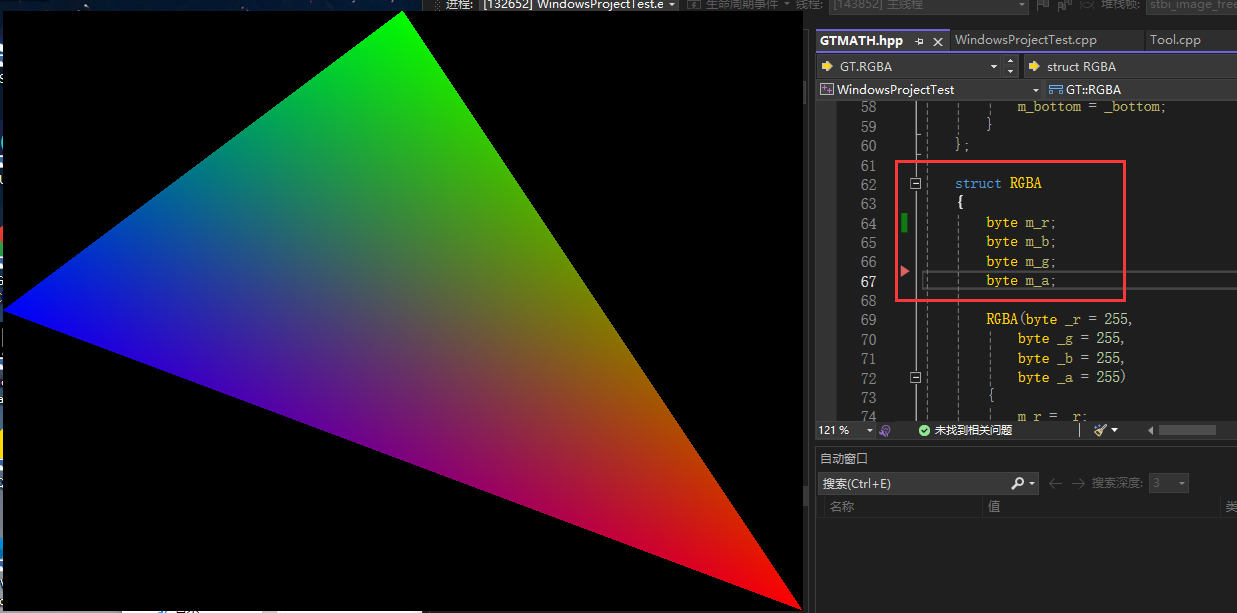 进程: [132652] WindowsProjectTest.e 生命周期事件 线程: [143852] 主线程 堆栈帧: stbi_image_free
GTMATH.hpp WindowsProjectTest.cpp Tool.cpp
GT.RGBA struct RGBA
WindowsProjectTest GT::RGBA
58 m_bottom = _bottom;
59 }
60 };
61
62 struct RGBA
63 {
64 byte m_r;
65 byte m_b;
66 byte m_g;
67 byte m_a;
68
69 RGBA(byte _r = 255,
70 byte _g = 255,
71 byte _b = 255,
72 byte _a = 255)
73 {
74 m_r = _r;
121 % 未找到相关问题
自动窗口
搜索(Ctrl+E) 搜索深度: 3
名称 值 类